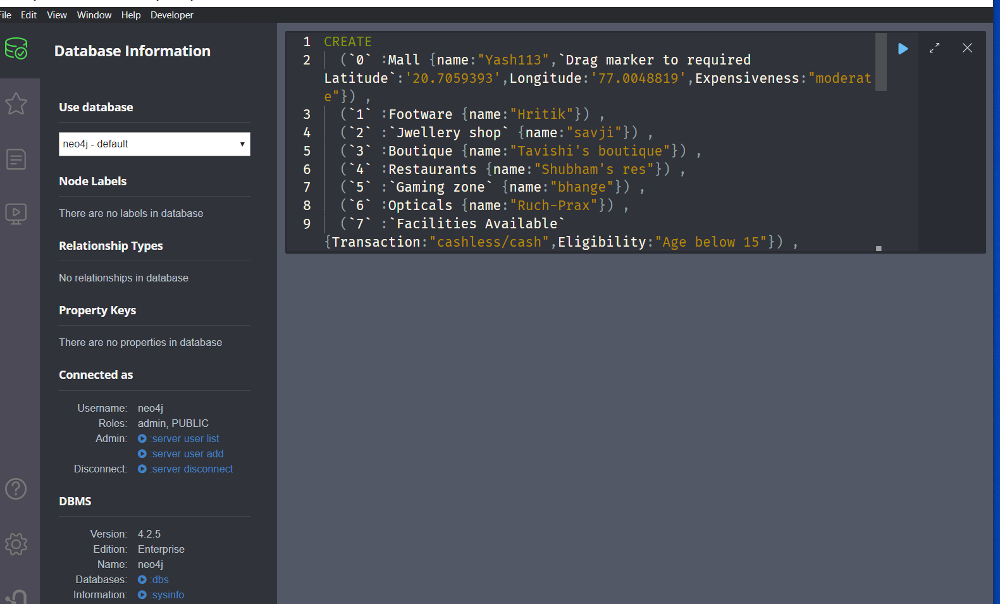 File Edit View Window Help Developer
Database Information
Use database
neo4j - default
Node Labels
There are no labels in database
Relationship Types
No relationships in database
Property Keys
There are no properties in database
Connected as
Username: neo4j
Roles: admin, PUBLIC
Admin: :server user list
:server user add
Disconnect: :server disconnect
DBMS
Version: 4.2.5
Edition: Enterprise
Name: neo4j
Databases: :dbs
Information: :sysinfo
1 CREATE
2 (`0` :Mall {name:"Yash113",`Drag marker to required
Latitude`:'20.7059393',Longitude:'77.0048819',Expensiveness:"moderat
e"}) ,
3 (`1` :Footware {name:"Hritik"}) ,
4 (`2` :`Jwellery shop` {name:"savji"}) ,
5 (`3` :Boutique {name:"Tavishi's boutique"}) ,
6 (`4` :Restaurants {name:"Shubham's res"}) ,
7 (`5` :`Gaming zone` {name:"bhange"}) ,
8 (`6` :Opticals {name:"Ruch-Prax"}) ,
9 (`7` :`Facilities Available`
{Transaction:"cashless/cash",Eligibility:"Age below 15"}) ,